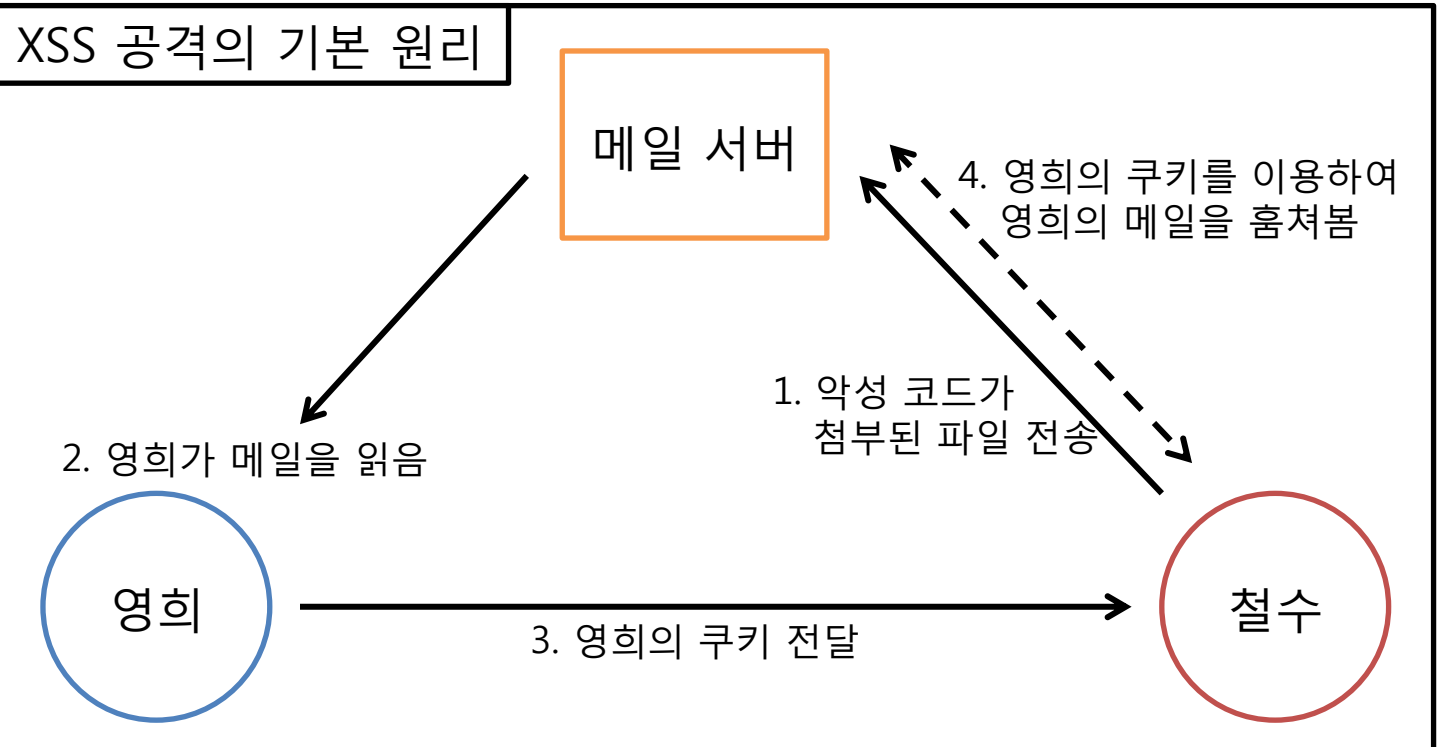 XSS 공격의 기본 원리
메일 서버
4. 영희의 쿠키를 이용하여
영희의 메일을 훔쳐봄
1. 악성 코드가
첨부된 파일 전송
2. 영희가 메일을 읽음
영희
철수
3. 영희의 쿠키 전달